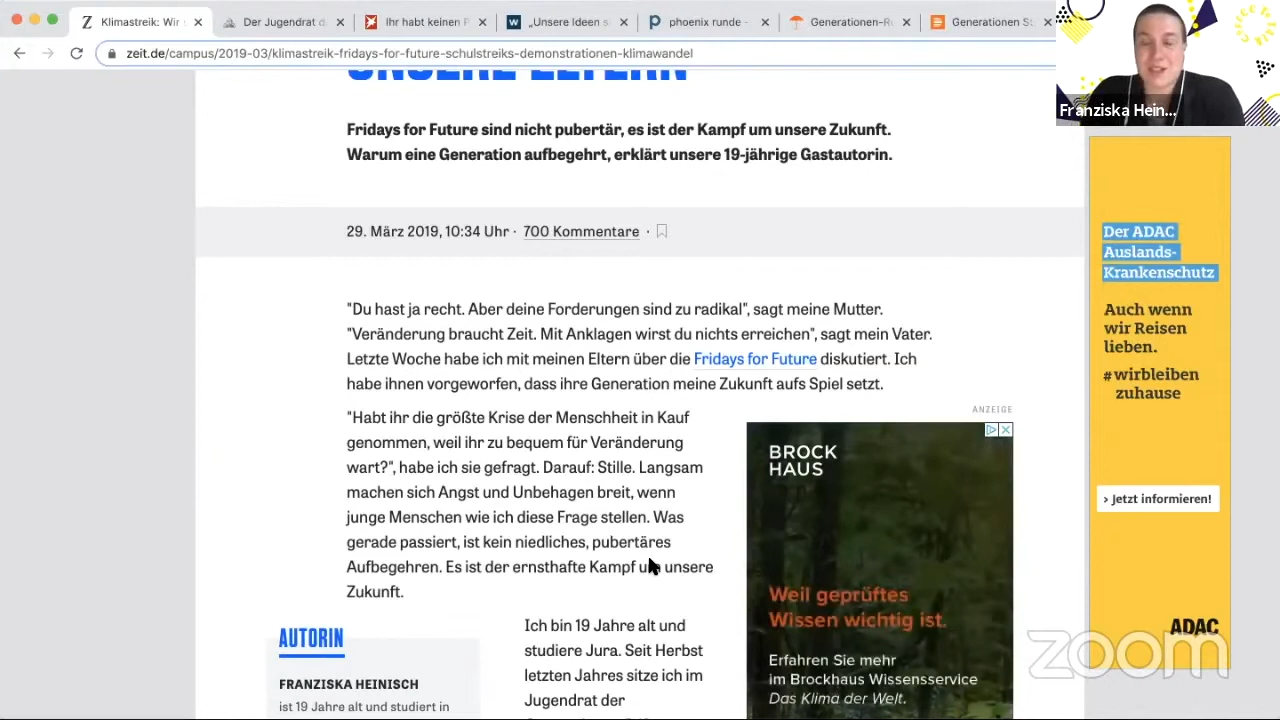 Klimastreik: Wir s
Der Jugendrat d
Ihr habt keinen P
„Unsere Ideen s
phoenix runde -
Generationen-Re
Generationen St
zeit.de/campus/2019-03/klimastreik-fridays-for-future-schulstreiks-demonstrationen-klimawandel
Franziska Hein...
UNSERE ELTERN
Fridays for Future sind nicht pubertär, es ist der Kampf um unsere Zukunft.
Warum eine Generation aufbegehrt, erklärt unsere 19-jährige Gastautorin.
29. März 2019, 10:34 Uhr · 700 Kommentare ·
"Du hast ja recht. Aber deine Forderungen sind zu radikal", sagt meine Mutter.
"Veränderung braucht Zeit. Mit Anklagen wirst du nichts erreichen", sagt mein Vater.
Letzte Woche habe ich mit meinen Eltern über die Fridays for Future diskutiert. Ich
habe ihnen vorgeworfen, dass ihre Generation meine Zukunft aufs Spiel setzt.
"Habt ihr die größte Krise der Menschheit in Kauf
genommen, weil ihr zu bequem für Veränderung
wart?", habe ich sie gefragt. Darauf: Stille. Langsam
machen sich Angst und Unbehagen breit, wenn
junge Menschen wie ich diese Frage stellen. Was
gerade passiert, ist kein niedliches, pubertäres
Aufbegehren. Es ist der ernsthafte Kampf um unsere
Zukunft.
AUTORIN
FRANZISKA HEINISCH
ist 19 Jahre alt und studiert in
Ich bin 19 Jahre alt und
studiere Jura. Seit Herbst
letzten Jahres sitze ich im
Jugendrat der
ANZEIGE
BROCK
HAUS
Weil geprüftes
Wissen wichtig ist.
Erfahren Sie mehr
im Brockhaus Wissensservice
Das Klima der Welt.
Der ADAC
Auslands-
Krankenschutz
Auch wenn
wir Reisen
lieben.
#wirbleiben
zuhause
› Jetzt informieren!
ADAC
zoom